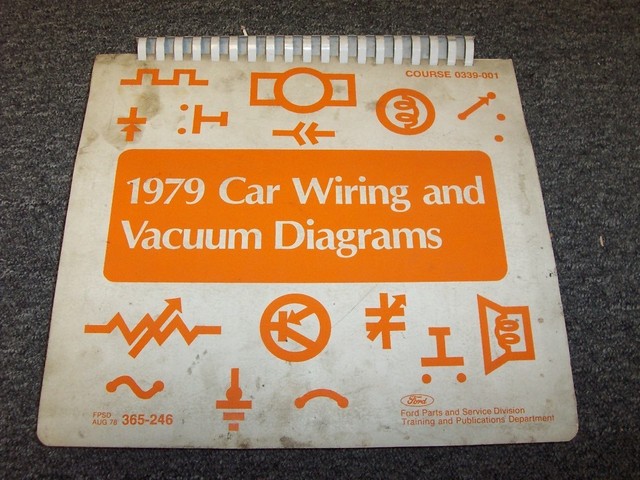 COURSE 0339-001
1979 Car Wiring and
Vacuum Diagrams
Ford
FPSD
AUG 78 365-246
Ford Parts and Service Division
Training and Publications Department